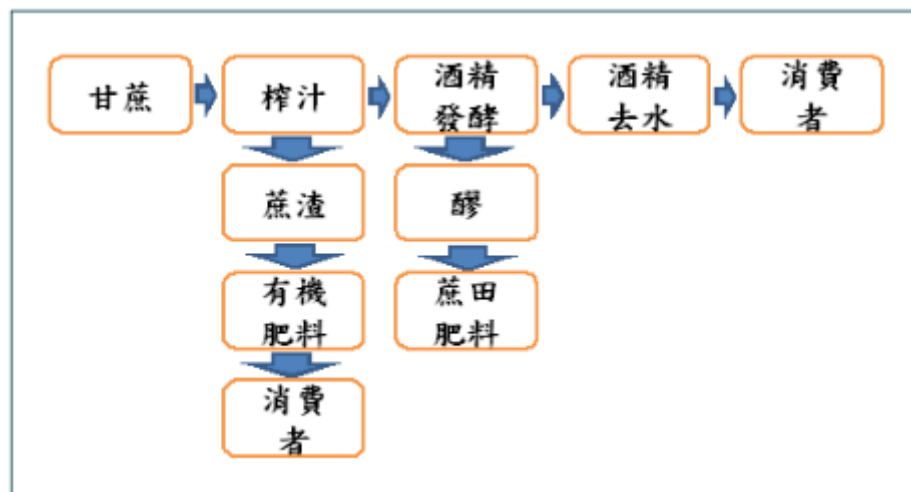 甘蔗
榨汁
酒精
發酵
酒精
去水
消費
者
蔗渣
醪
有機
肥料
蔗田
肥料
消費
者